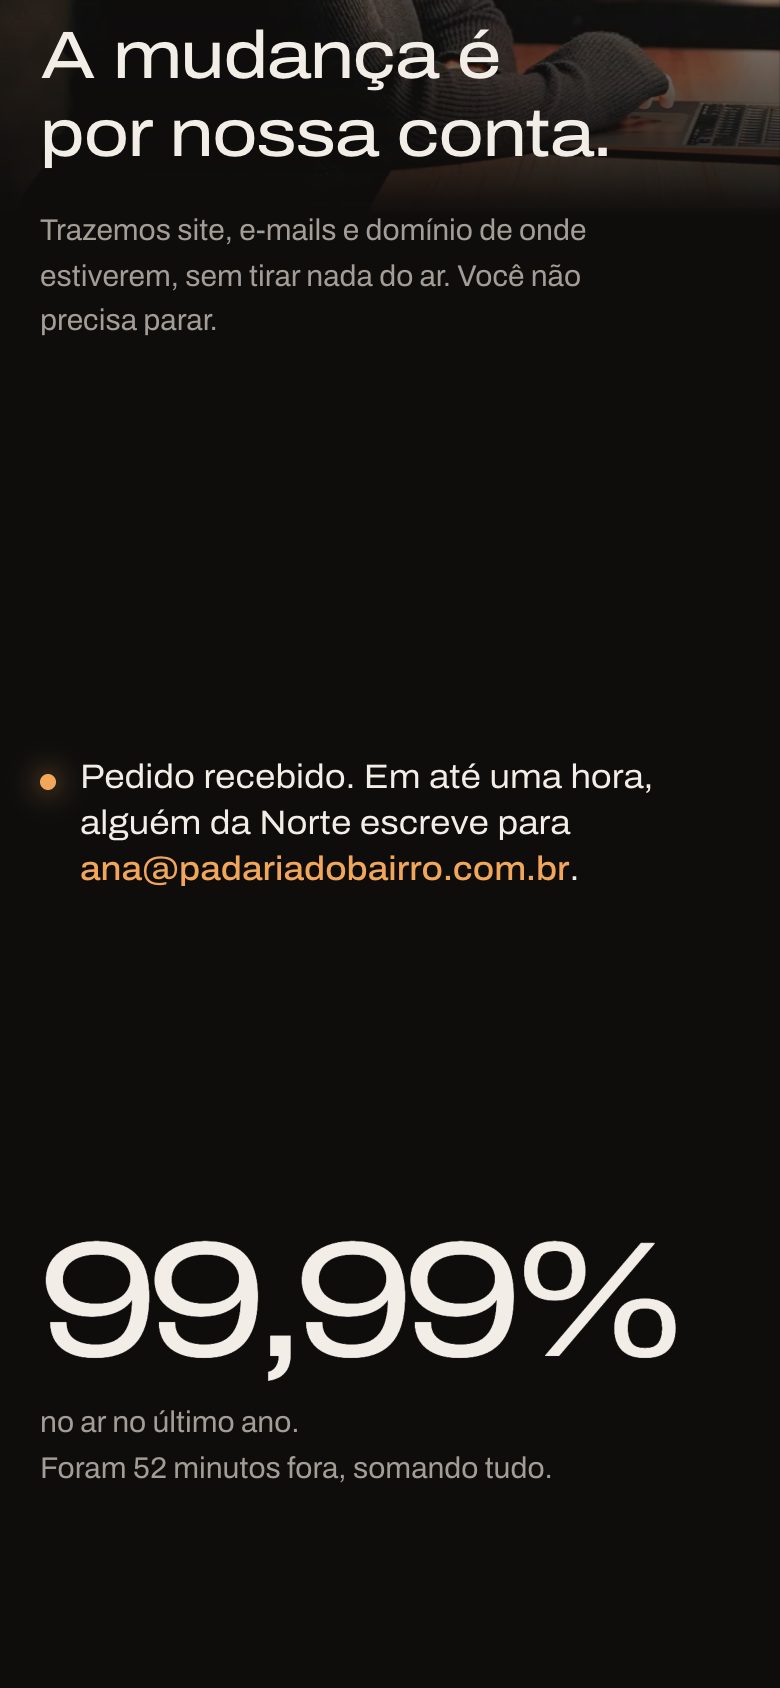 A mudança é
por nossa conta.
Trazemos site, e-mails e domínio de onde
estiverem, sem tirar nada do ar. Você não
precisa parar.
Pedido recebido. Em até uma hora,
alguém da Norte escreve para
ana@padariadobairro.com.br.
99,99%
no ar no último ano.
Foram 52 minutos fora, somando tudo.